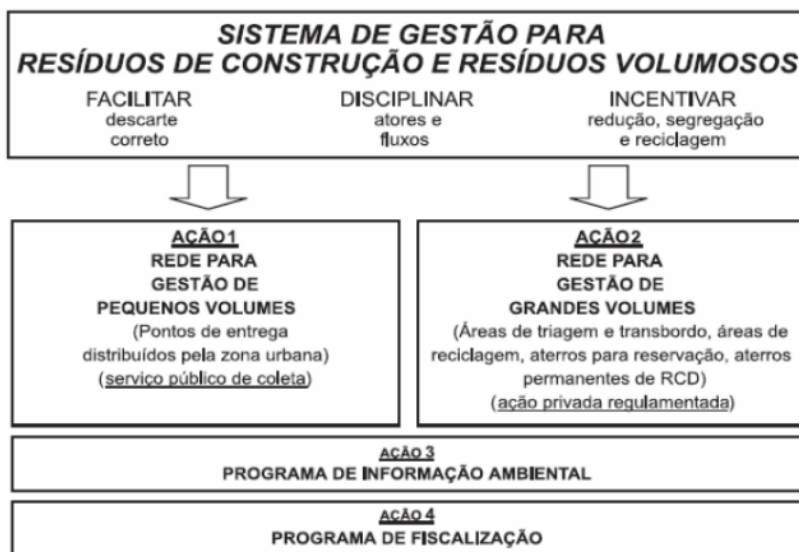 SISTEMA DE GESTÃO PARA
RESÍDUOS DE CONSTRUÇÃO E RESÍDUOS VOLUMOSOS
FACILITAR
descarte
correto
DISCIPLINAR
atores e
fluxos
INCENTIVAR
redução, segregação
e reciclagem
AÇÃO 1
REDE PARA
GESTÃO DE
PEQUENOS VOLUMES
(Pontos de entrega
distribuídos pela zona urbana)
(serviço público de coleta)
AÇÃO 2
REDE PARA
GESTÃO DE
GRANDES VOLUMES
(Áreas de triagem e transbordo, áreas de
reciclagem, aterros para reservação, aterros
permanentes de RCD)
(ação privada regulamentada)
AÇÃO 3
PROGRAMA DE INFORMAÇÃO AMBIENTAL
AÇÃO 4
PROGRAMA DE FISCALIZAÇÃO